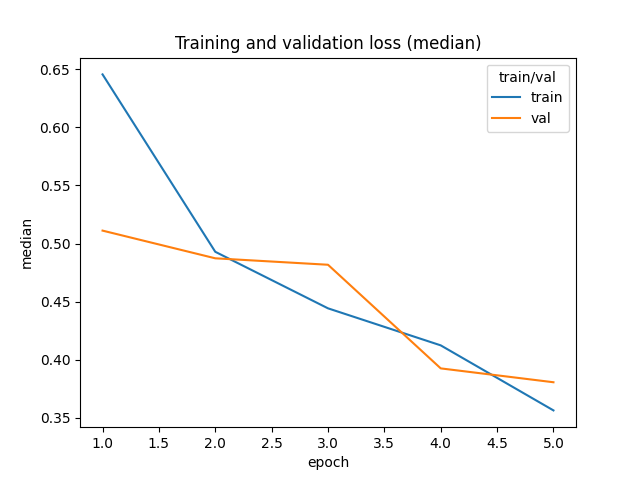 Training and validation loss (median)
train/val
train
val
0.65
0.60
0.55
0.50
0.45
0.40
0.35
median
1.0 1.5 2.0 2.5 3.0 3.5 4.0 4.5 5.0
epoch